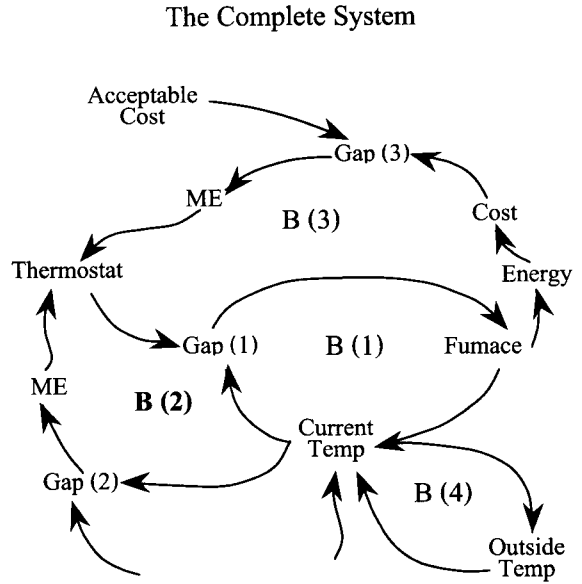 The Complete System
Acceptable
Cost
Gap (3)
ME
B (3)
Cost
Thermostat
Energy
Gap (1)
B (1)
Fumace
ME
B (2)
Current
Temp
Gap (2)
B (4)
Outside
Temp